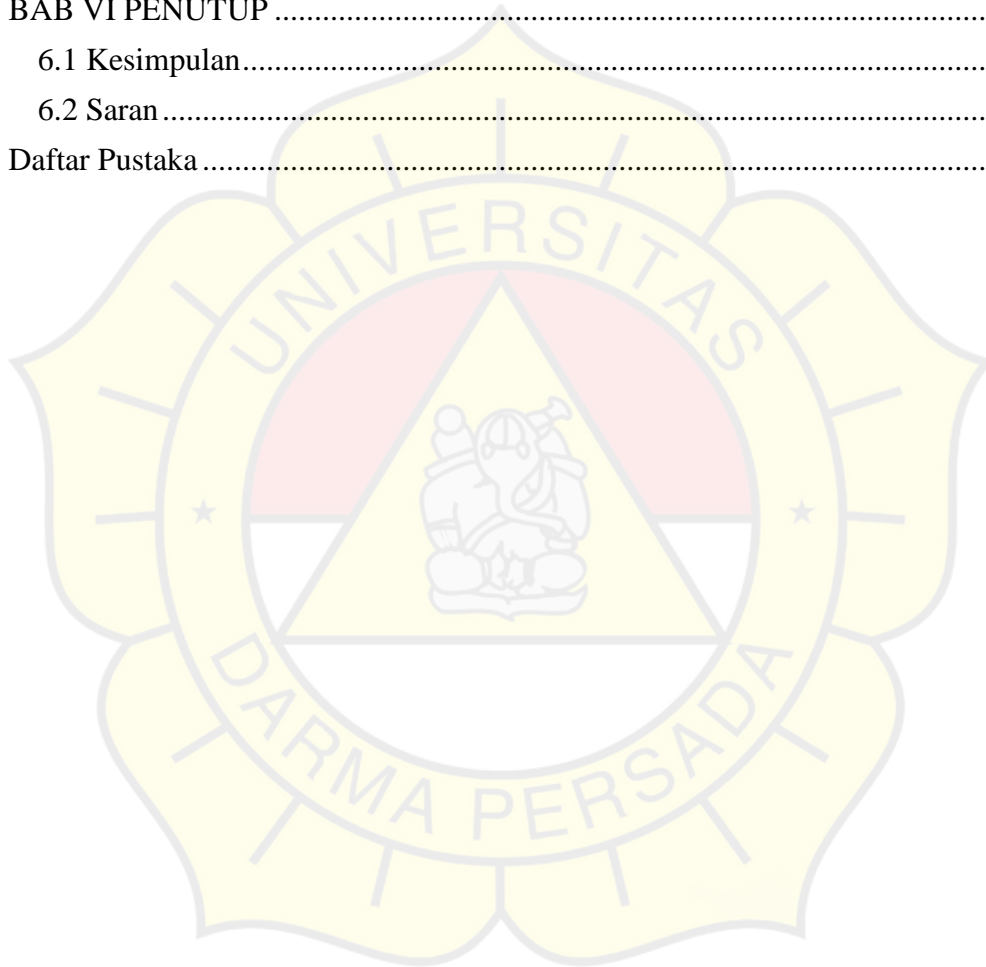 BAB VI PENUTUP ........................................................................................
6.1 Kesimpulan............................................................................................
6.2 Saran ......................................................................................................
Daftar Pustaka .................................................................................................
UNIVERSITAS
DARMA PERSADA